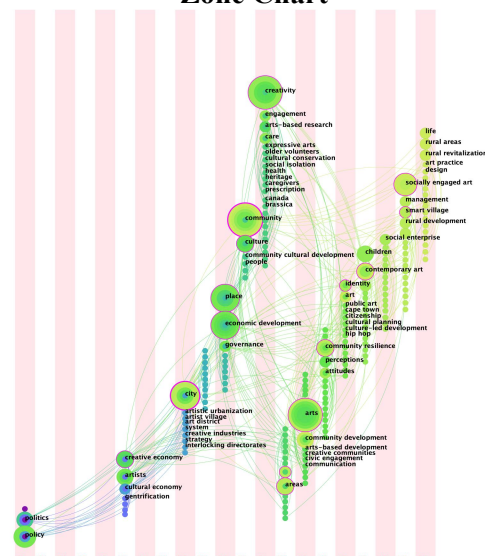 Zone Chart
creativity
engagement
arts-based research
care
expressive arts
older volunteers
cultural conservation
social isolation
health
heritage
caregivers
prescription
canada
brassica
community
culture
community cultural development
people
place
economic development
governance
city
artistic urbanization
artist village
art district
system
creative industries
strategy
interlocking directorates
creative economy
artists
cultural economy
gentrification
politics
policy
life
rural areas
rural revitalization
art practice
design
socially engaged art
management
smart village
rural development
social enterprise
children
contemporary art
identity
art
public art
cape town
citizenship
cultural planning
culture-led development
hip hop
community resilience
perceptions
attitudes
arts
community development
arts-based development
creative communities
civic engagement
communication
areas